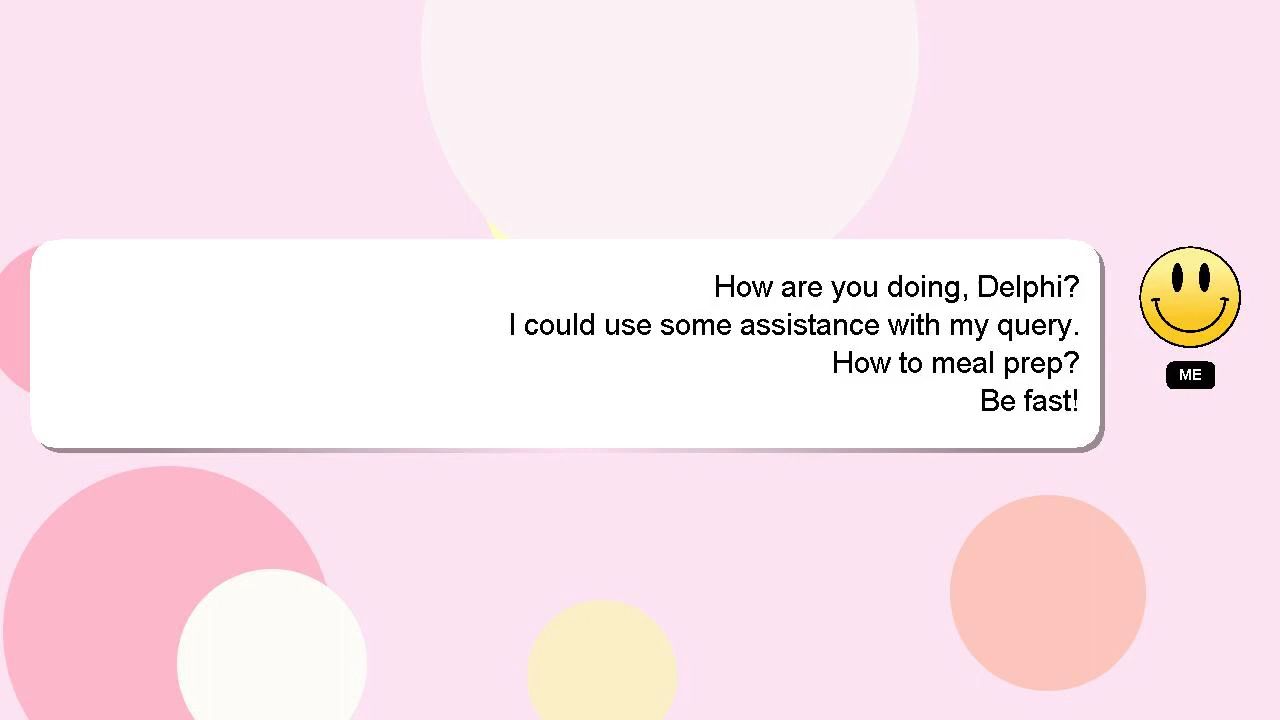 How are you doing, Delphi?
I could use some assistance with my query.
How to meal prep?
Be fast!
ME